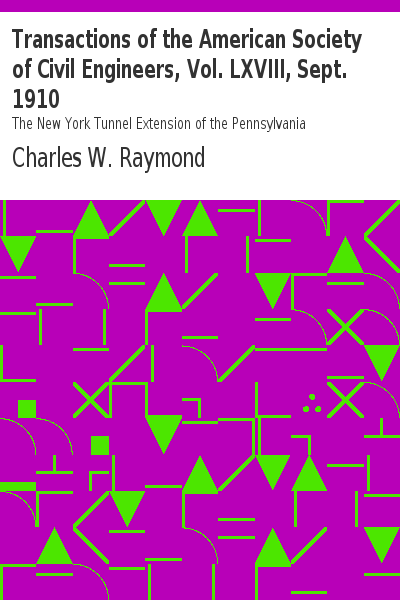 Transactions of the American Society
of Civil Engineers, Vol. LXVIII, Sept.
1910
The New York Tunnel Extension of the Pennsylvania
Charles W. Raymond